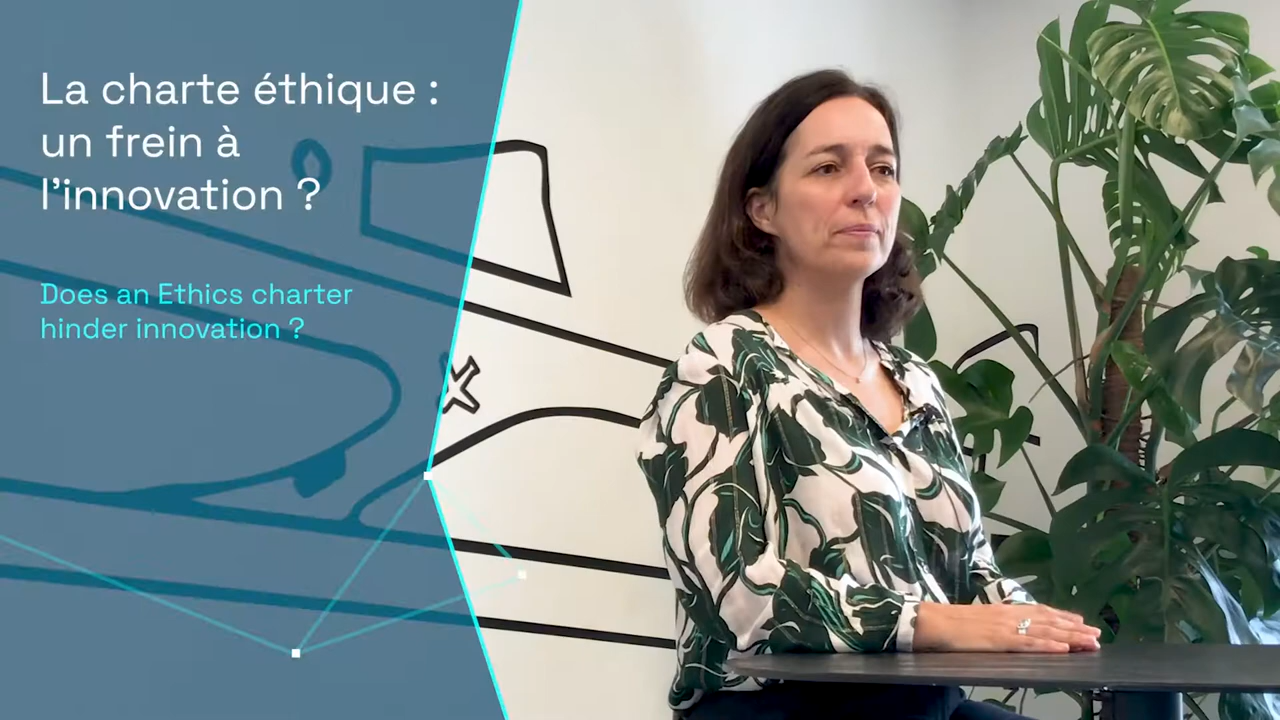 La charte éthique :
un frein à
l'innovation ?
Does an Ethics charter
hinder innovation ?